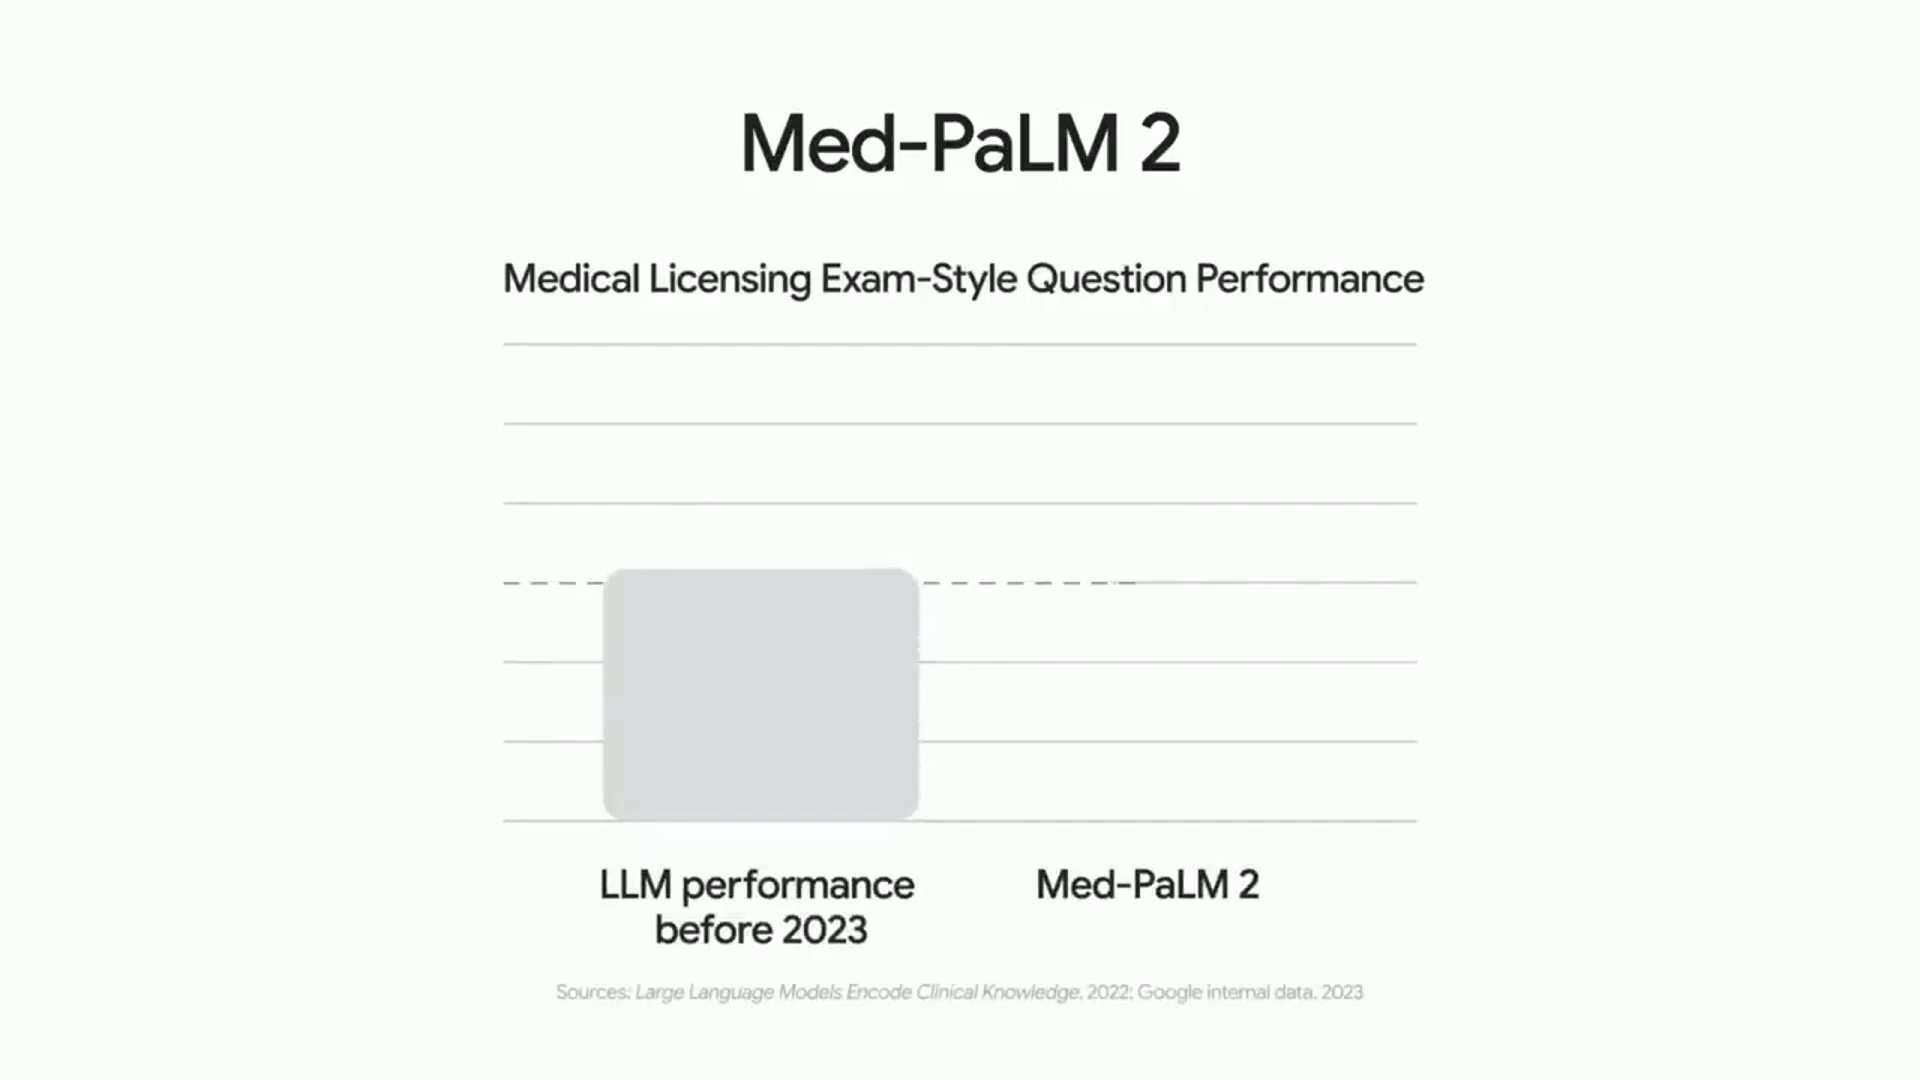 Med-PaLM 2
Medical Licensing Exam-Style Question Performance
LLM performance
before 2023
Med-PaLM 2
Sources: Large Language Models Encode Clinical Knowledge, 2022; Google internal data, 2023